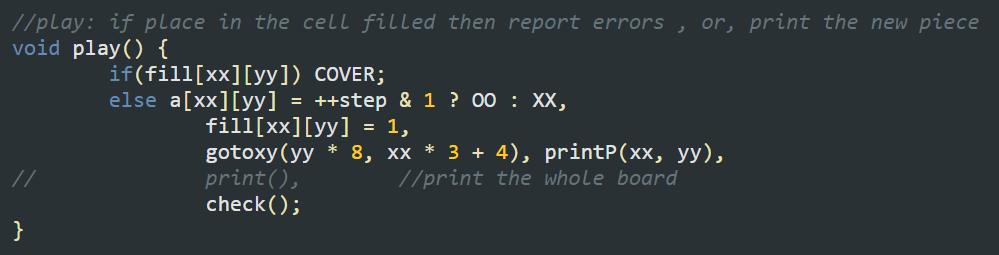 //play: if place in the cell filled then report errors , or, print the new piece
void play() {
        if(fill[xx][yy]) COVER;
        else a[xx][yy] = ++step & 1 ? OO : XX,
                fill[xx][yy] = 1,
                gotoxy(yy * 8, xx * 3 + 4), printP(xx, yy),
//              print(),        //print the whole board
                check();
}